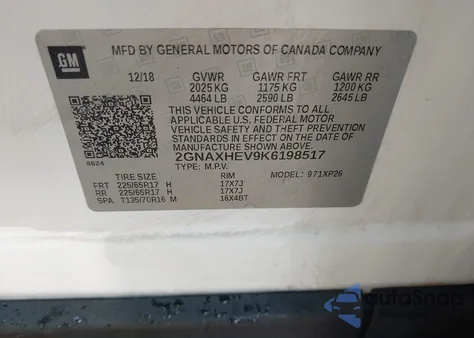 GM
MFD BY GENERAL MOTORS OF CANADA COMPANY
12/18 GVWR GAWR FRT GAWR RR
2025 KG 1175 KG 1200 KG
4464 LB 2590 LB 2645 LB
THIS VEHICLE CONFORMS TO ALL
APPLICABLE U.S. FEDERAL MOTOR
VEHICLE SAFETY AND THEFT PREVENTION
STANDARDS IN EFFECT ON THE DATE OF
MANUFACTURE SHOWN ABOVE.
8624
2GNAXHEV9K6198517
TYPE: M.P.V.
TIRE SIZE RIM MODEL: 971XP26
FRT 225/65R17 H 17X7J
RR 225/65R17 H 17X7J
SPA T135/70R16 M 16X4BT
autoSnap